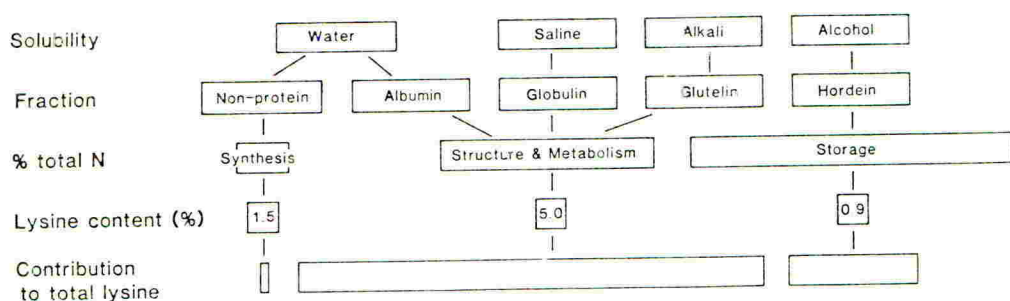 Solubility Water Saline Alkali Alcohol
Fraction Non-protein Albumin Globulin Glutelin Hordein
% total N Synthesis Structure & Metabolism Storage
Lysine content (%) 1.5 5.0 0.9
Contribution
to total lysine